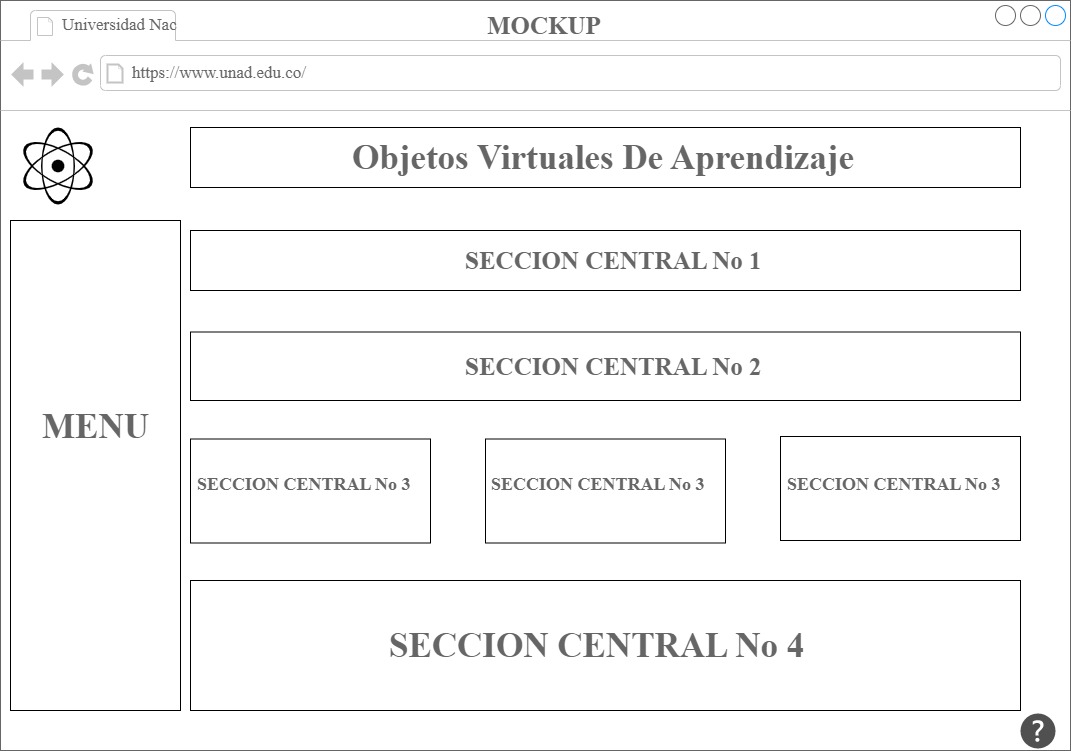 MOCKUP
Universidad Nac
https://www.unad.edu.co/
Objetos Virtuales De Aprendizaje
MENU
SECCION CENTRAL No 1
SECCION CENTRAL No 2
SECCION CENTRAL No 3
SECCION CENTRAL No 3
SECCION CENTRAL No 3
SECCION CENTRAL No 4
?